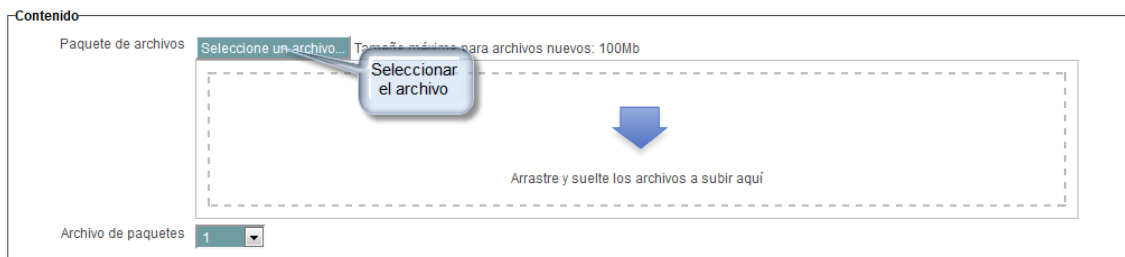 Contenido
Paquete de archivos Seleccione un archivo... Tamaño máximo para archivos nuevos: 100Mb
Seleccionar
el archivo
Arrastre y suelte los archivos a subir aquí
Archivo de paquetes 1